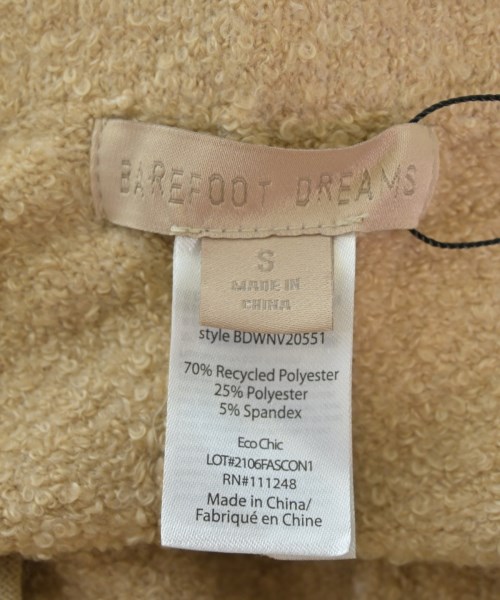 BAREFOOT DREAMS
S
MADE IN
CHINA
style BDWNV20551
70% Recycled Polyester
25% Polyester
5% Spandex
Eco Chic
LOT#2106FASCON1
RN#111248
Made in China/
Fabriqué en Chine